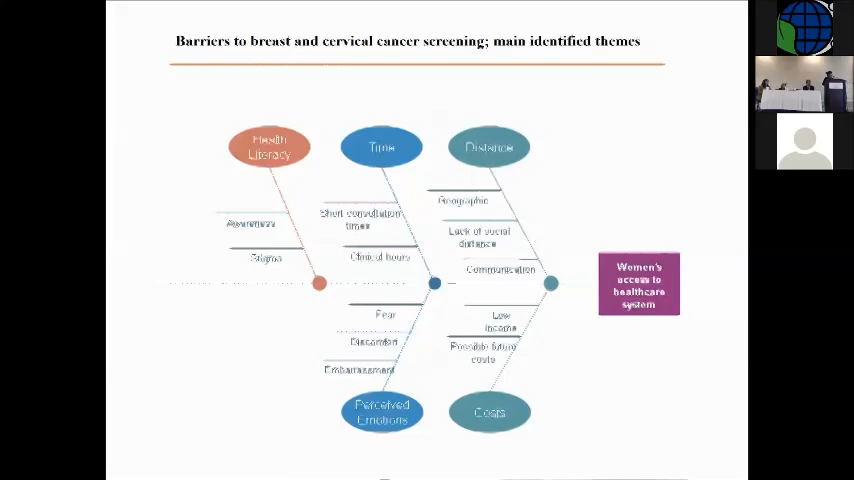 Barriers to breast and cervical cancer screening; main identified themes
Health
Literacy
Time
Distance
Awareness
Stigma
Short consultation
times
Clinical hours
Geographic
Lack of social
distance
Communication
Women's
access to
healthcare
system
Fear
Discomfort
Embarrassment
Low
income
Possible future
costs
Perceived
Emotions
Costs